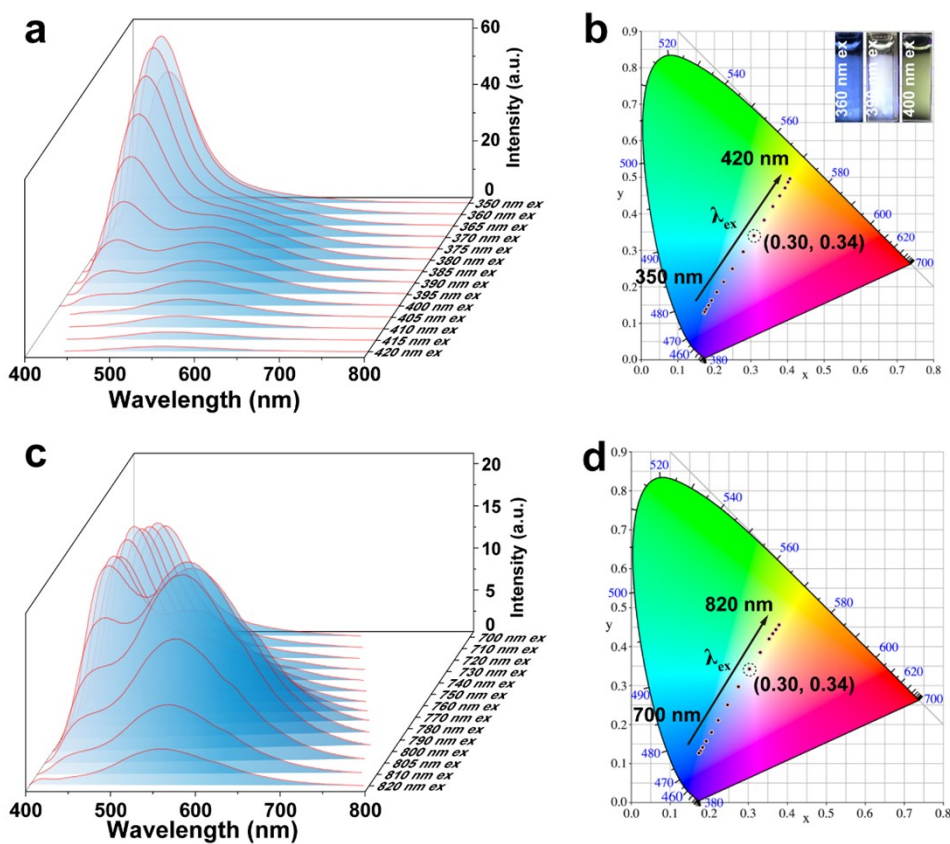 a
60
40
20
0
Intensity (a.u.)
350 nm ex
360 nm ex
365 nm ex
370 nm ex
375 nm ex
380 nm ex
385 nm ex
390 nm ex
395 nm ex
400 nm ex
405 nm ex
410 nm ex
415 nm ex
420 nm ex
400 500 600 700 800
Wavelength (nm)
b
0.9
0.8
0.7
0.6
0.5
0.4
0.3
0.2
0.1
0.0
y
0.0 0.1 0.2 0.3 0.4 0.5 0.6 0.7 0.8
x
520
540
560
580
600
620
700
500
490
480
470
460
380
360 nm ex
400 nm ex
420 nm
λex
350 nm
(0.30, 0.34)
c
20
15
10
5
0
Intensity (a.u.)
700 nm ex
710 nm ex
720 nm ex
730 nm ex
740 nm ex
750 nm ex
760 nm ex
770 nm ex
780 nm ex
790 nm ex
800 nm ex
805 nm ex
810 nm ex
820 nm ex
400 500 600 700 800
Wavelength (nm)
d
0.9
0.8
0.7
0.6
0.5
0.4
0.3
0.2
0.1
0.0
y
0.0 0.1 0.2 0.3 0.4 0.5 0.6 0.7 0.8
x
520
540
560
580
600
620
700
500
490
480
470
460
380
820 nm
λex
700 nm
(0.30, 0.34)